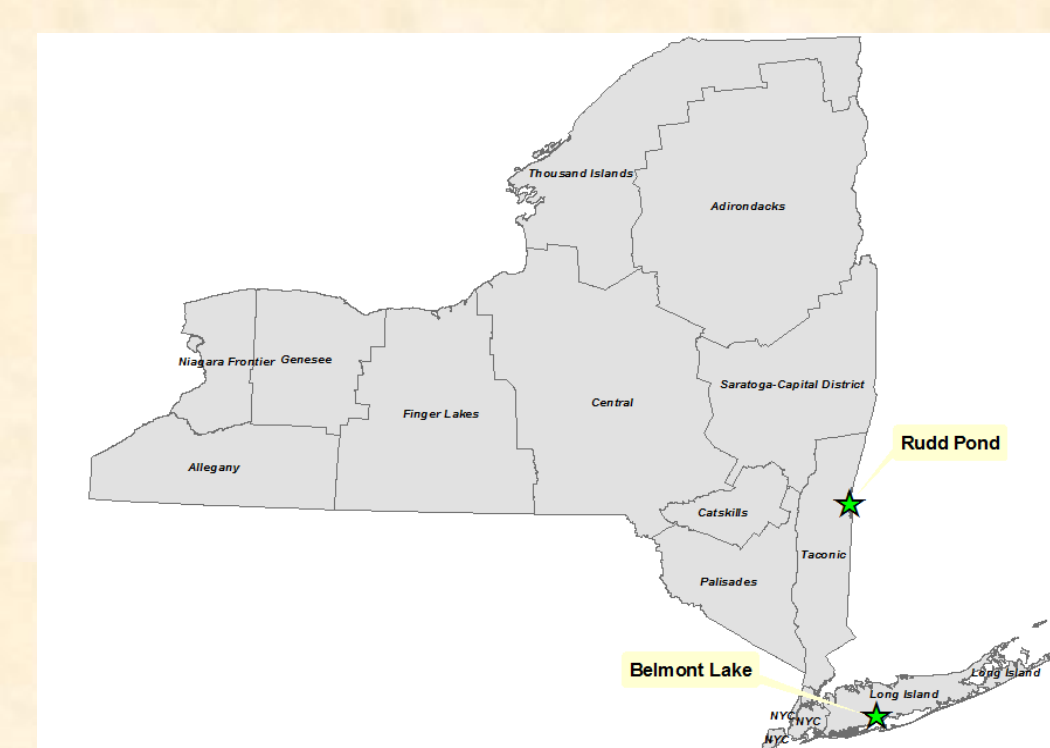 Thousand Islands
Adirondacks
Niagara Frontier
Genesee
Saratoga-Capital District
Finger Lakes
Central
Rudd Pond
Allegany
Catskills
Taconic
Palisades
Belmont Lake
Long Island
Long Island
NYC
NYC
NYC